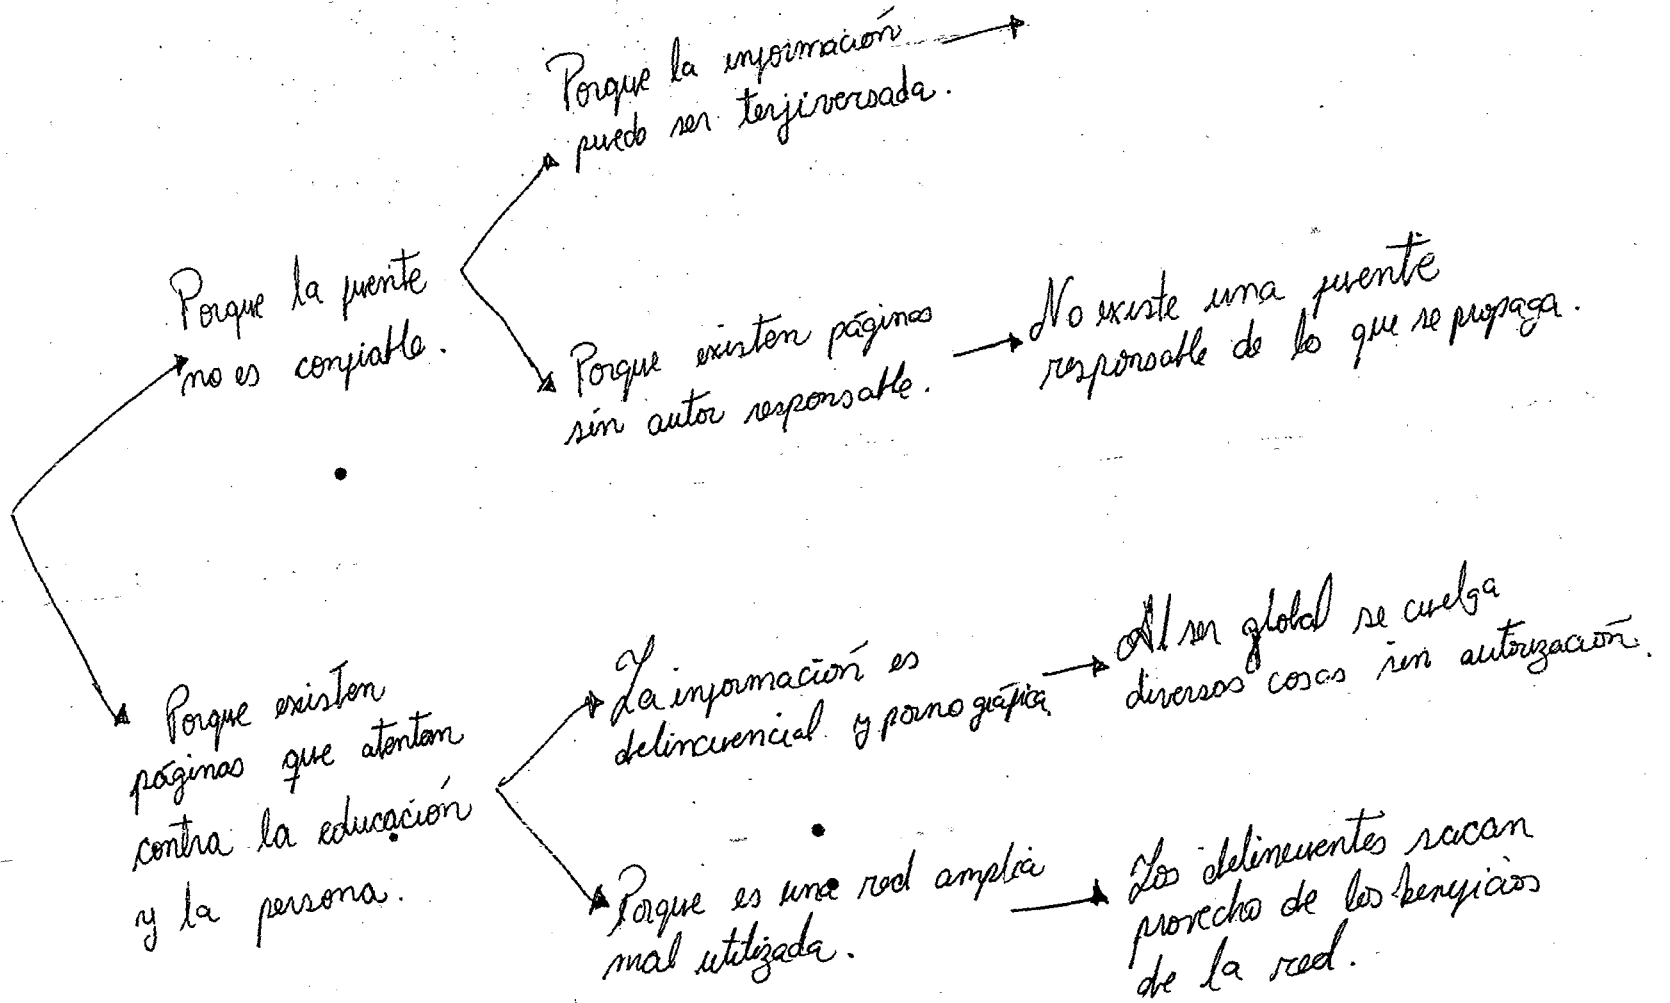 Porque la información
puede ser terjiversada.
Porque la fuente
no es confiable.
Porque existen páginas
sin autor responsable.
No existe una fuente
responsable de lo que se propaga.
Porque existen
páginas que atentan
contra la educación
y la persona.
La información es
delincuencial y pornográfica.
Al ser global se cuelga
diversas cosas sin autorización.
Porque es una red amplia
mal utilizada.
Los delincuentes sacan
provecho de los beneficios
de la red.